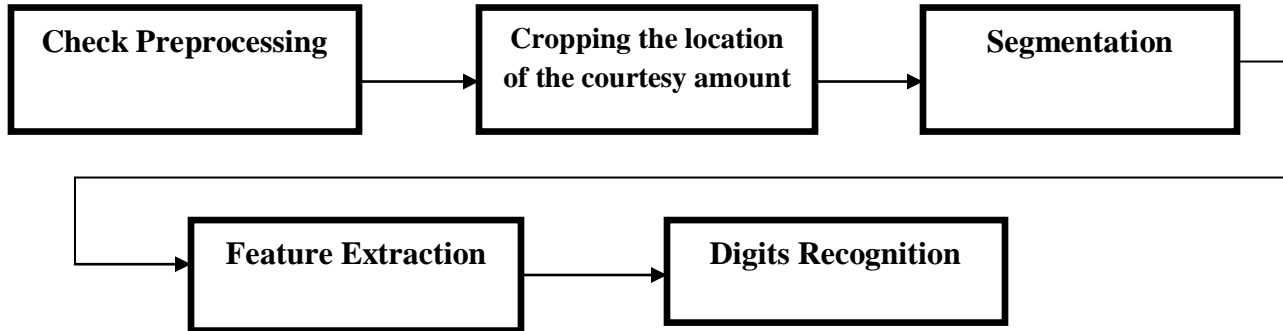 Check Preprocessing
Cropping the location
of the courtesy amount
Segmentation
Feature Extraction
Digits Recognition